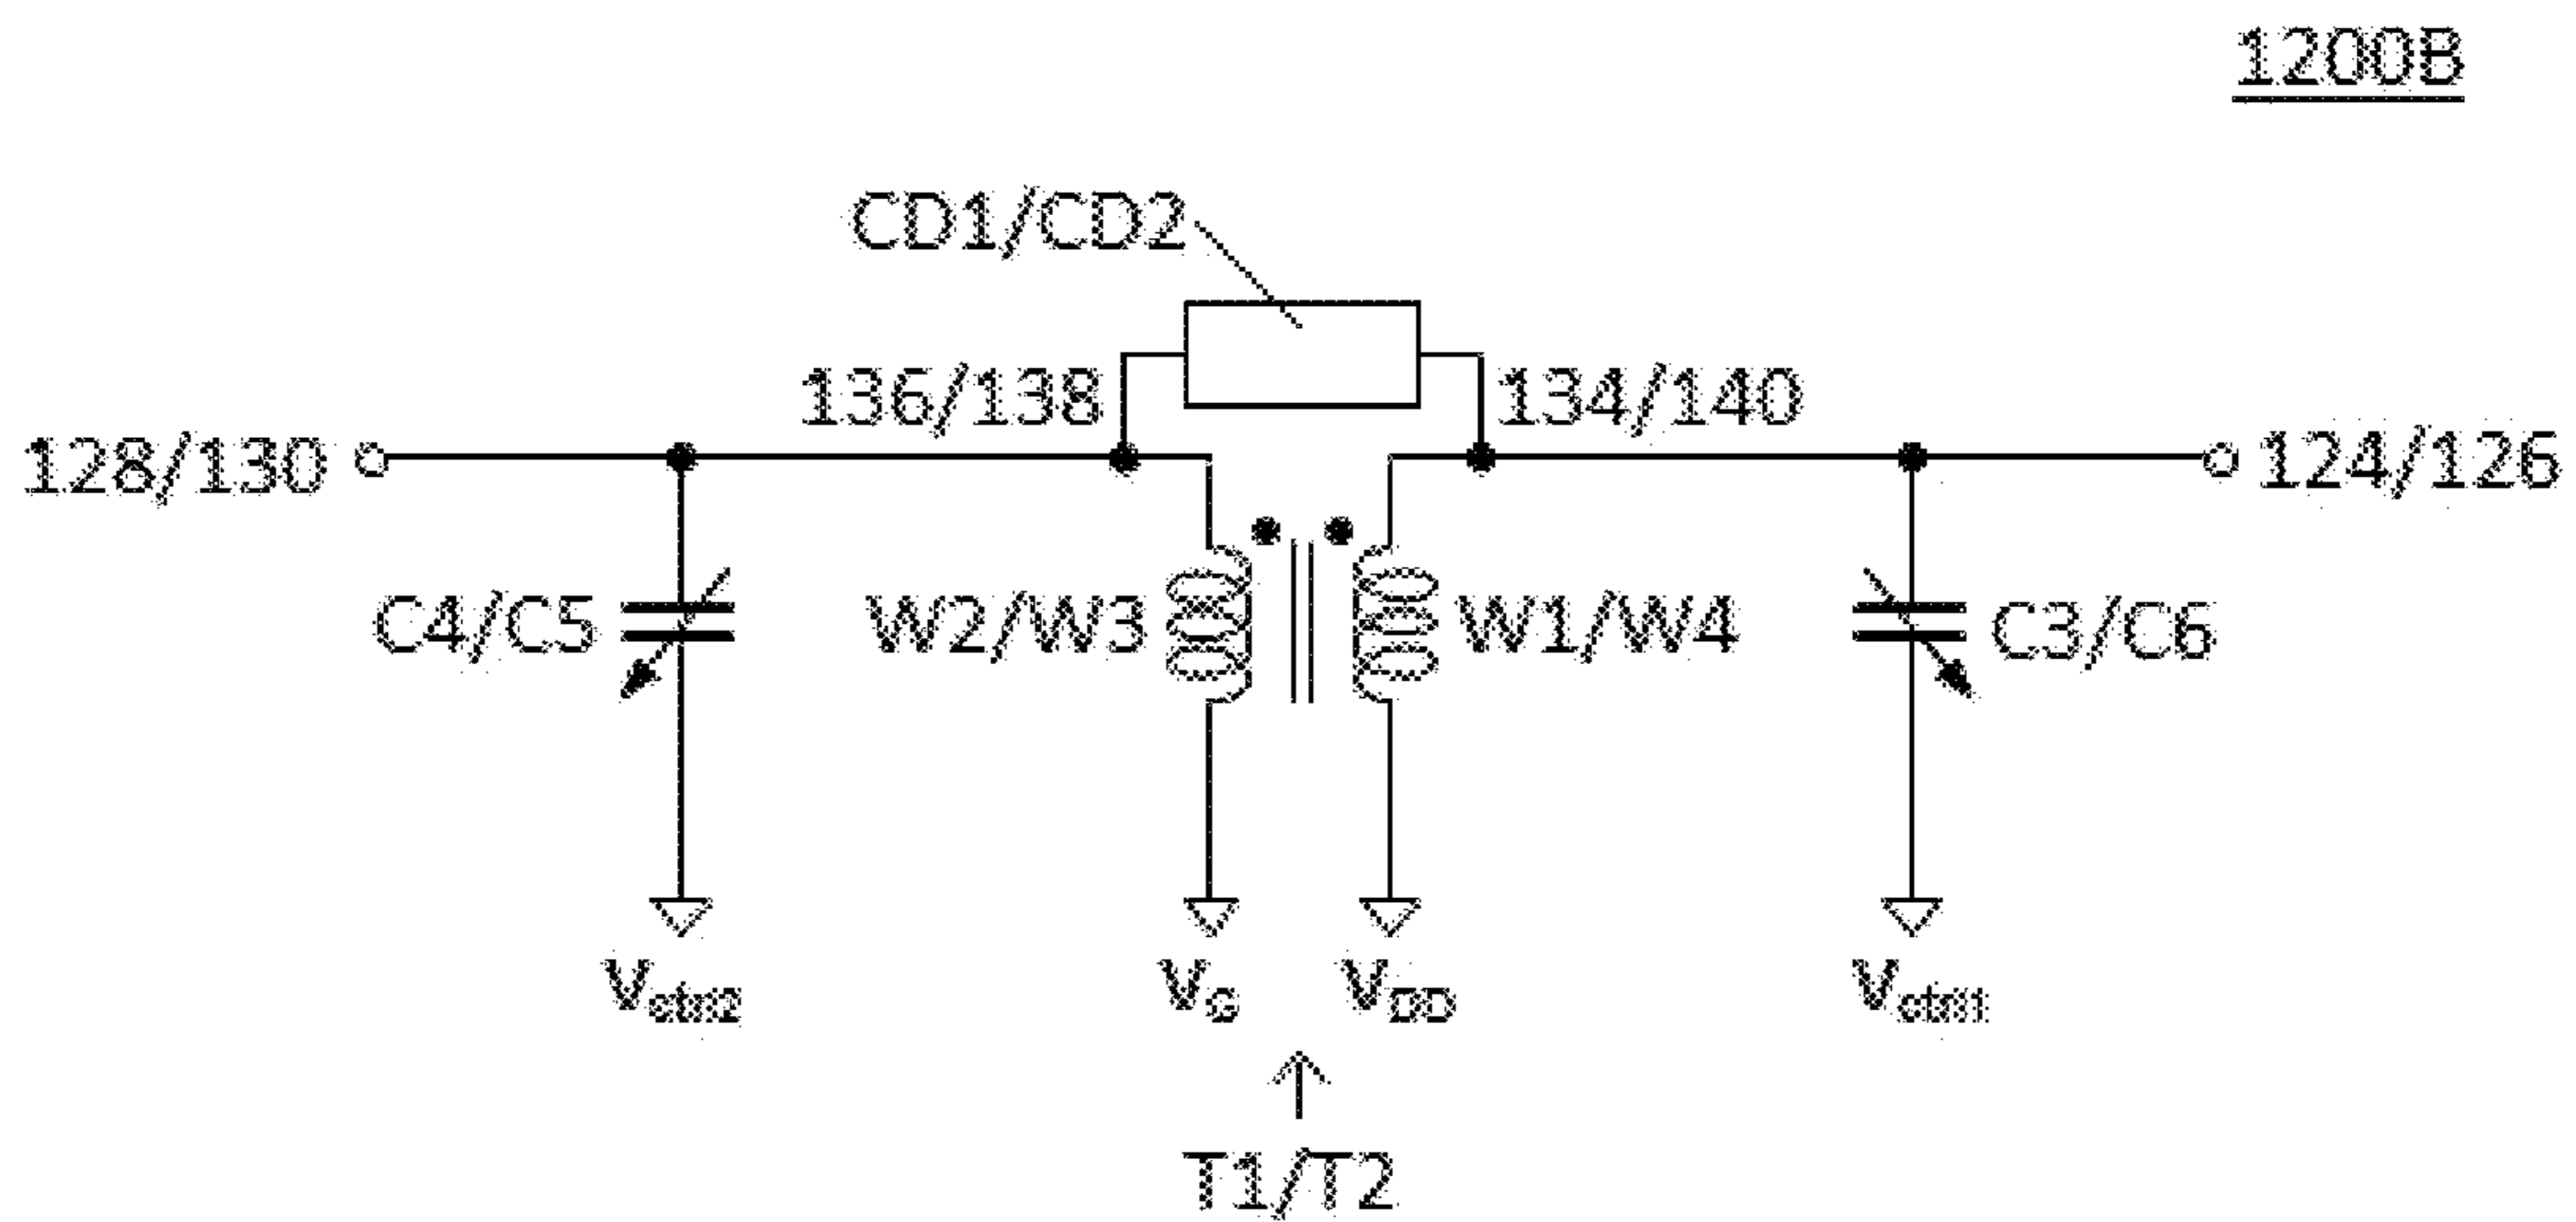 1200B
CD1/CD2
136/138
134/140
128/130
124/126
C4/C5
W2/W3
W1/W4
C3/C6
Vctrl2
VG
VDD
Vctrl1
T1/T2